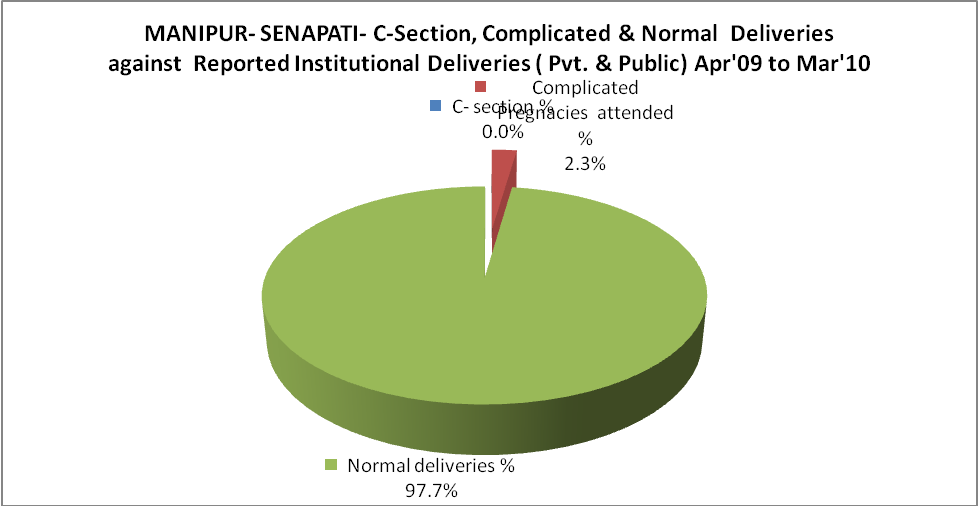 MANIPUR- SENAPATI- C-Section, Complicated & Normal Deliveries
against Reported Institutional Deliveries ( Pvt. & Public) Apr'09 to Mar'10
C- section %
0.0%
Complicated
Pregnacies attended
%
2.3%
Normal deliveries %
97.7%